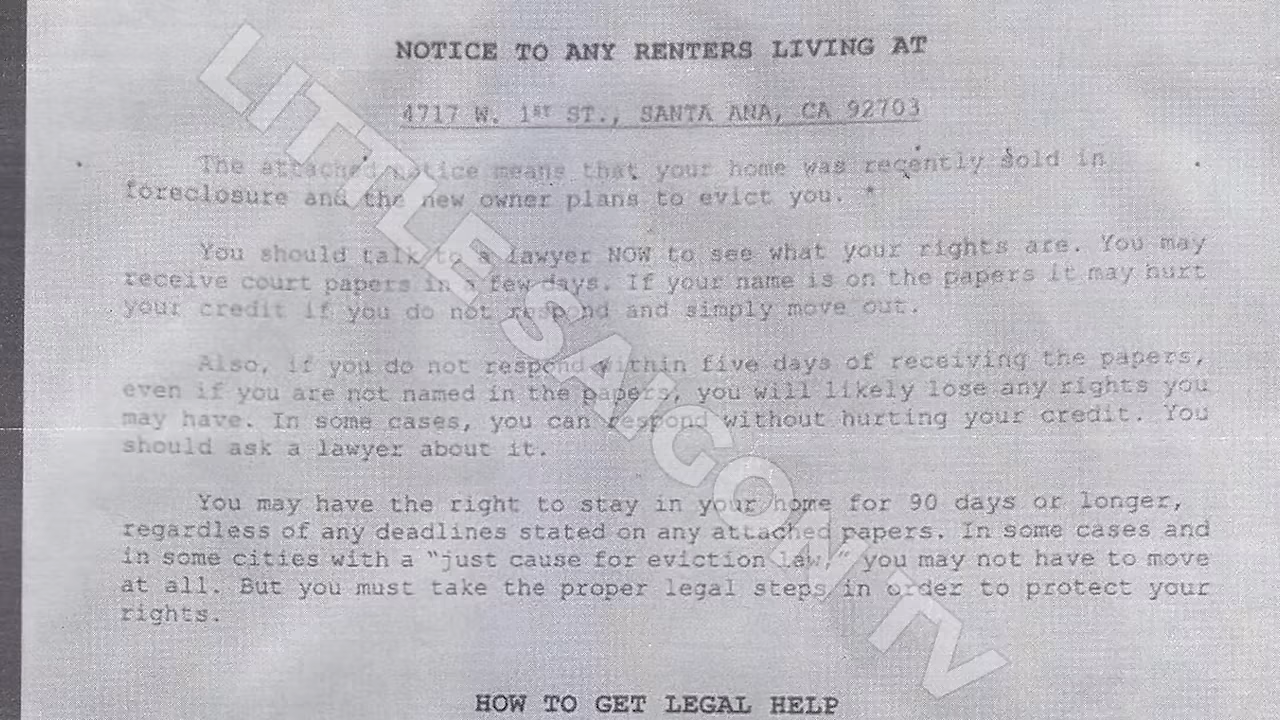 NOTICE TO ANY RENTERS LIVING AT
4717 W. 1ST ST., SANTA ANA, CA 92703
The attached notice means that your home was recently sold in
foreclosure and the new owner plans to evict you. *
You should talk to a lawyer NOW to see what your rights are. You may
receive court papers in a few days. If your name is on the papers it may hurt
your credit if you do not respond and simply move out.
Also, if you do not respond within five days of receiving the papers,
even if you are not named in the papers, you will likely lose any rights you
may have. In some cases, you can respond without hurting your credit. You
should ask a lawyer about it.
You may have the right to stay in your home for 90 days or longer,
regardless of any deadlines stated on any attached papers. In some cases and
in some cities with a "just cause for eviction law," you may not have to move
at all. But you must take the proper legal steps in order to protect your
rights.
HOW TO GET LEGAL HELP
LITTLE SAIGON TV